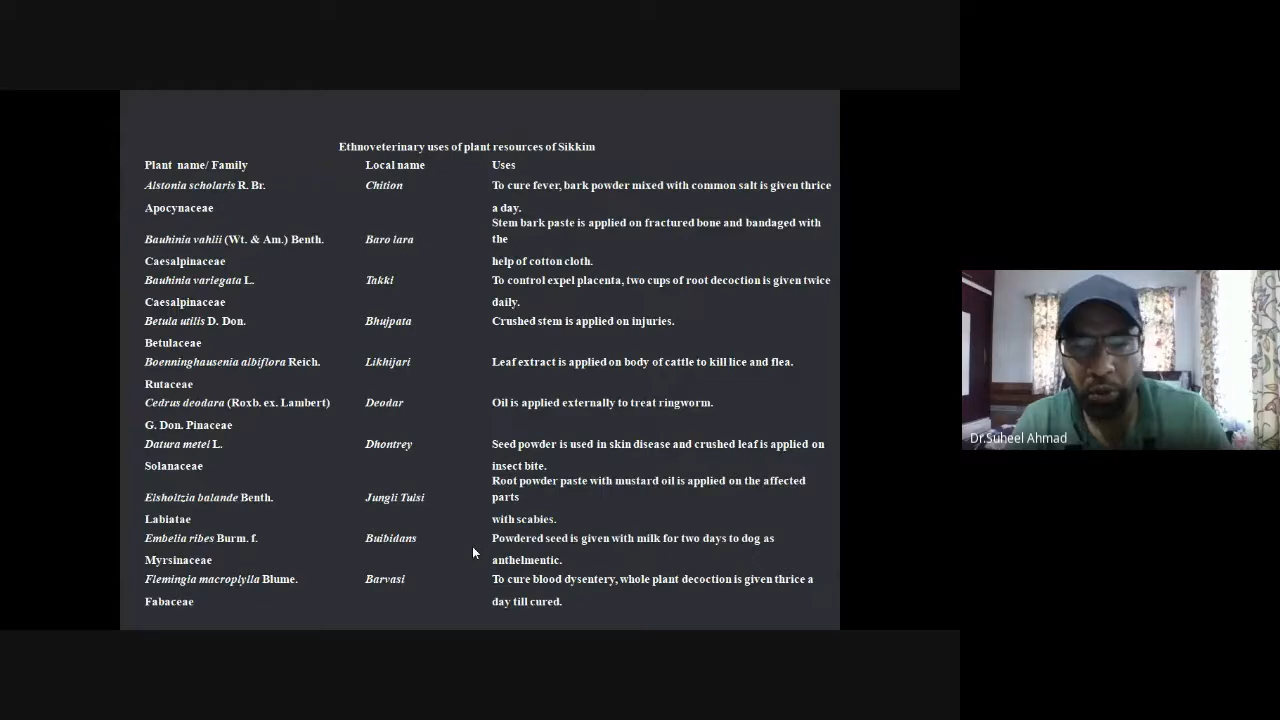 Ethnoveterinary uses of plant resources of Sikkim
Plant name/ Family Local name Uses
Alstonia scholaris R. Br. Chition To cure fever, bark powder mixed with common salt is given thrice
Apocynaceae a day.
Stem bark paste is applied on fractured bone and bandaged with
Bauhinia vahlii (Wt. & Am.) Benth. Baro lara the
Caesalpinaceae help of cotton cloth.
Bauhinia variegata L. Takki To control expel placenta, two cups of root decoction is given twice
Caesalpinaceae daily.
Betula utilis D. Don. Bhujpata Crushed stem is applied on injuries.
Betulaceae
Boenninghausenia albiflora Reich. Likhijari Leaf extract is applied on body of cattle to kill lice and flea.
Rutaceae
Cedrus deodara (Roxb. ex. Lambert) Deodar Oil is applied externally to treat ringworm.
G. Don. Pinaceae
Datura metel L. Dhontrey Seed powder is used in skin disease and crushed leaf is applied on
Solanaceae insect bite.
Root powder paste with mustard oil is applied on the affected
Elsholtzia balande Benth. Jungli Tulsi parts
Labiatae with scabies.
Embelia ribes Burm. f. Buibidans Powdered seed is given with milk for two days to dog as
Myrsinaceae anthelmentic.
Flemingia macroplylla Blume. Barvasi To cure blood dysentery, whole plant decoction is given thrice a
Fabaceae day till cured.
Dr.Suheel Ahmad